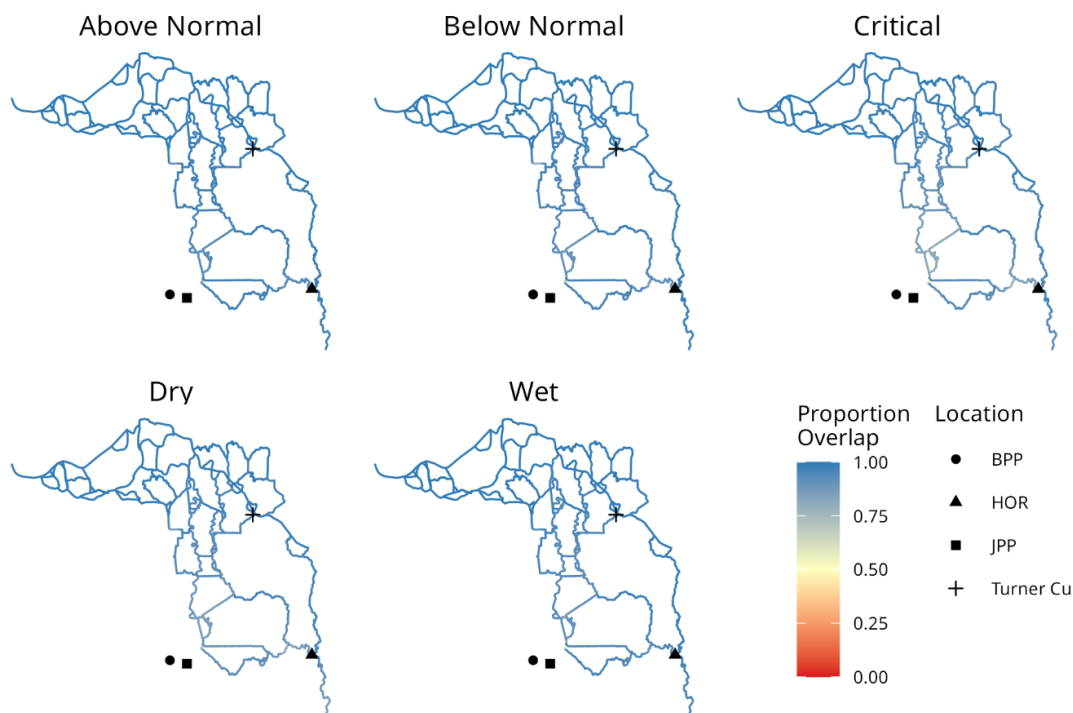 Above Normal
Below Normal
Critical
Dry
Wet
Proportion
Overlap
1.00
0.75
0.50
0.25
0.00
Location
BPP
HOR
JPP
Turner Cu